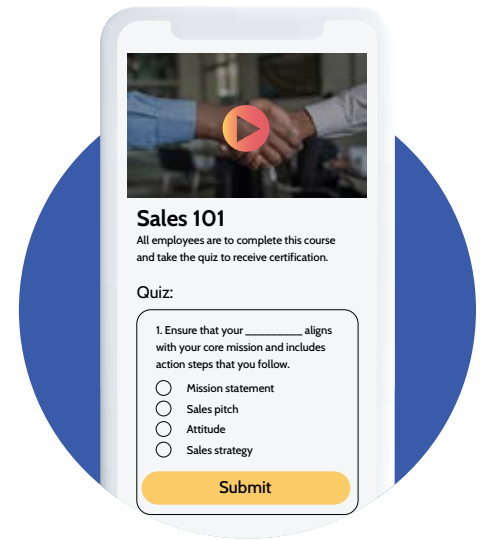 Sales 101
All employees are to complete this course
and take the quiz to receive certification.
Quiz:
1. Ensure that your __________ aligns
with your core mission and includes
action steps that you follow.
Mission statement
Sales pitch
Attitude
Sales strategy
Submit